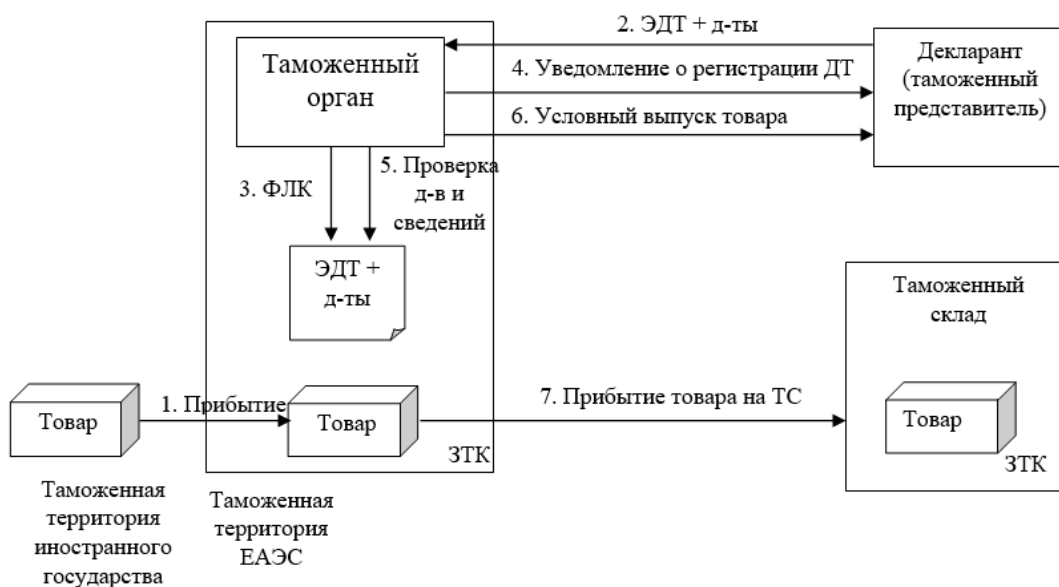 2. ЭДТ + д-ты
Таможенный
орган
4. Уведомление о регистрации ДТ
6. Условный выпуск товара
Декларант
(таможенный
представитель)
3. ФЛК
5. Проверка
д-в и
сведений
ЭДТ +
д-ты
Таможенный
склад
Товар
1. Прибытие
Товар
ЗТК
7. Прибытие товара на ТС
Товар
ЗТК
Таможенная
территория
иностранного
государства
Таможенная
территория
ЕАЭС